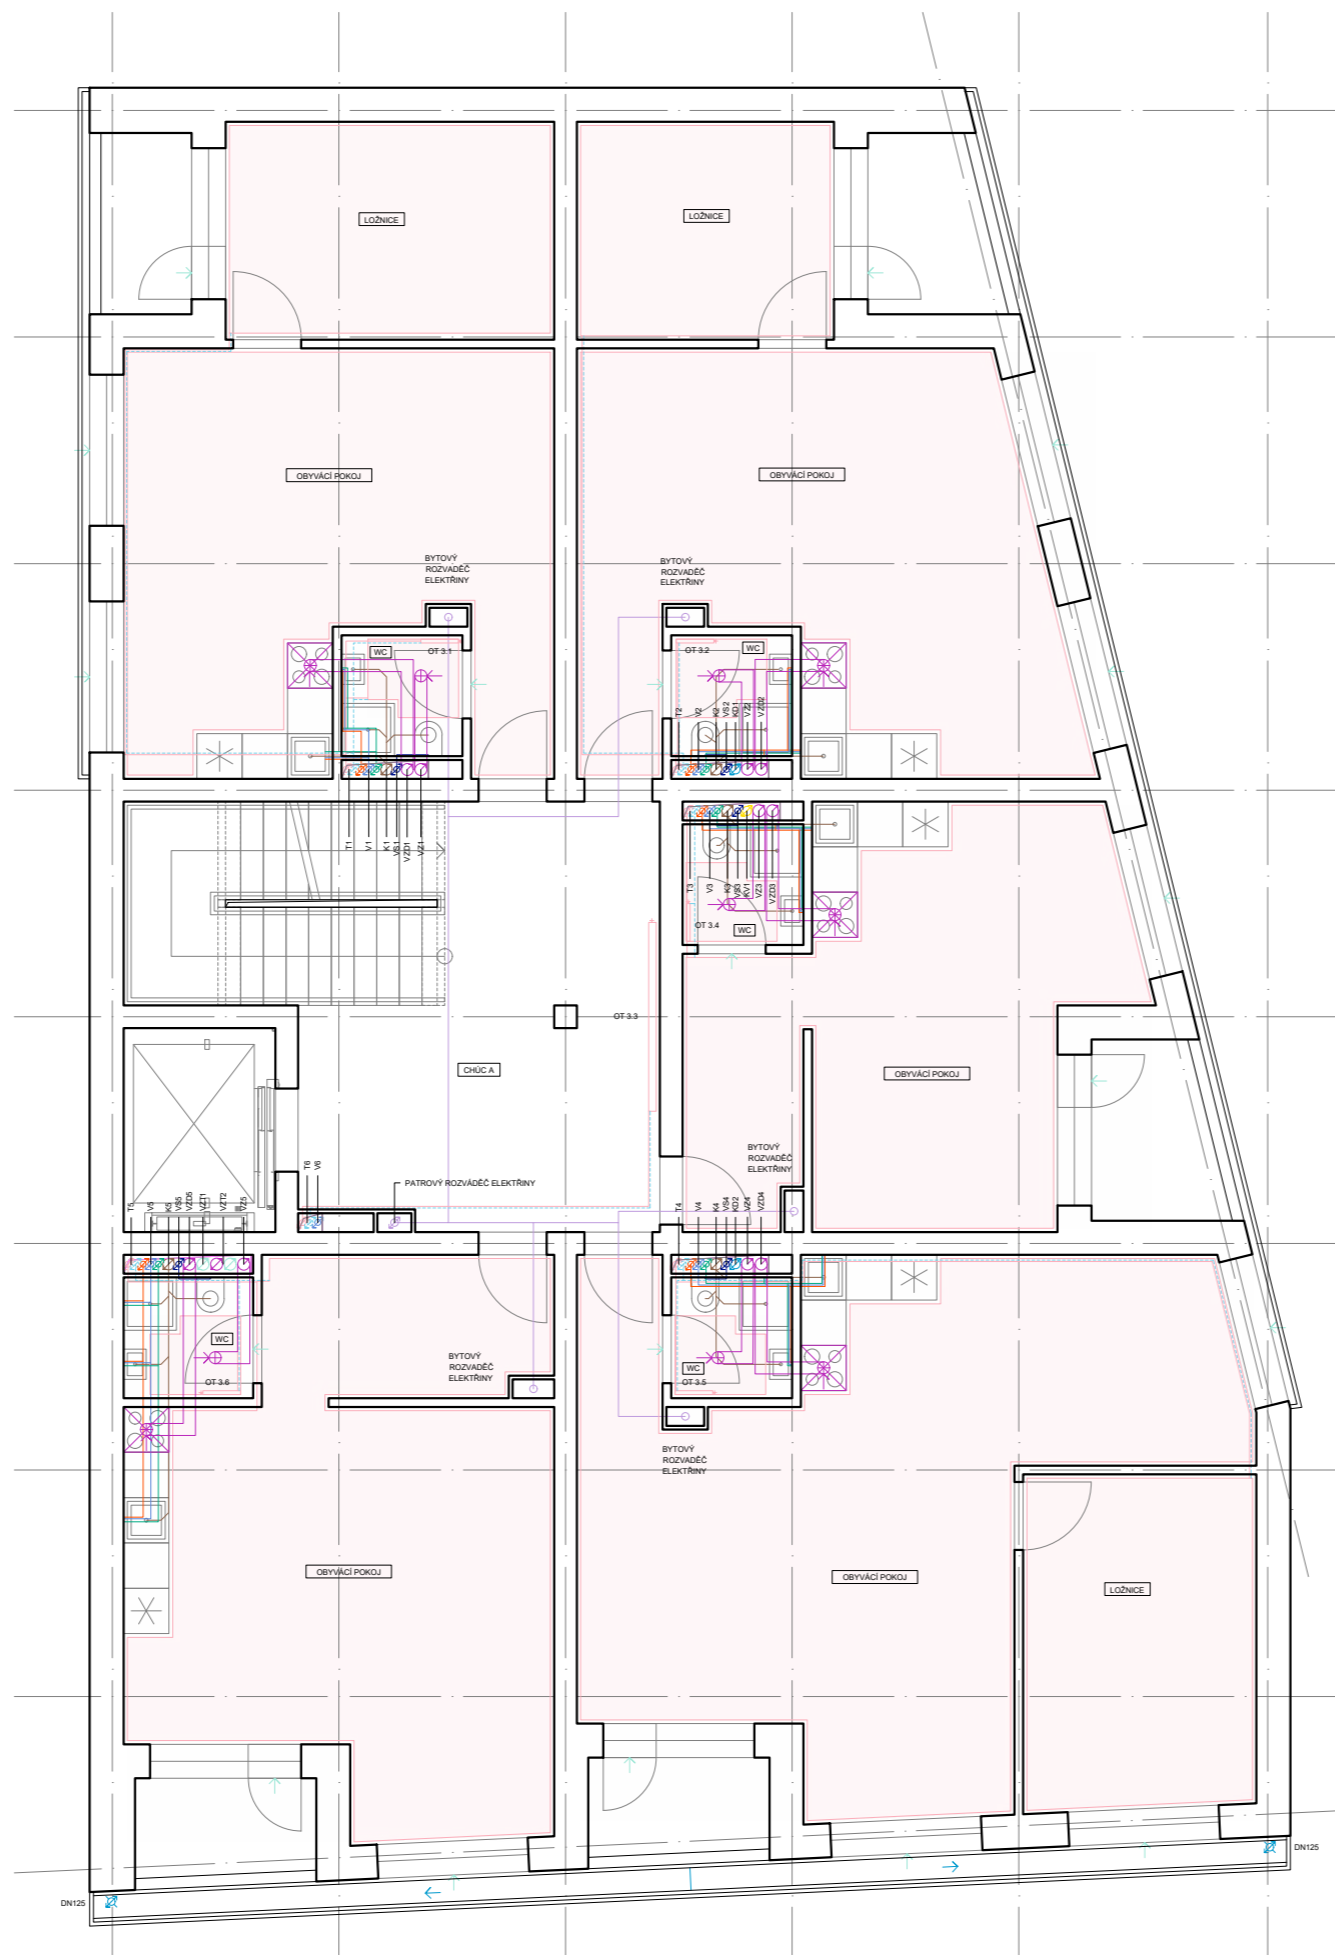 LOŽNICE
LOŽNICE
OBYVÁCÍ POKOJ
OBYVÁCÍ POKOJ
BYTOVÝ
ROZVADĚČ
ELEKTŘINY
BYTOVÝ
ROZVADĚČ
ELEKTŘINY
WC
OT 3.1
OT 3.2
WC
T2
V2
K2
VS2
KD1
VZ2
VZD2
T1
V1
K1
VS1
VZD1
VZ1
T3
V3
K3
VS3
KV1
VZ3
VZD3
OT 3.4
WC
OT 3.3
CHÚC A
OBYVÁCÍ POKOJ
BYTOVÝ
ROZVADĚČ
ELEKTŘINY
T6
V6
PATROVÝ ROZVÁDĚČ ELEKTŘINY
T5
V5
K5
VS5
VZD5
VZT1
VZT2
VZ5
T4
V4
K4
VS4
KD2
VZ4
VZD4
WC
OT 3.6
BYTOVÝ
ROZVADĚČ
ELEKTŘINY
WC
OT 3.5
BYTOVÝ
ROZVADĚČ
ELEKTŘINY
OBYVÁCÍ POKOJ
OBYVÁCÍ POKOJ
LOŽNICE
DN125
DN125